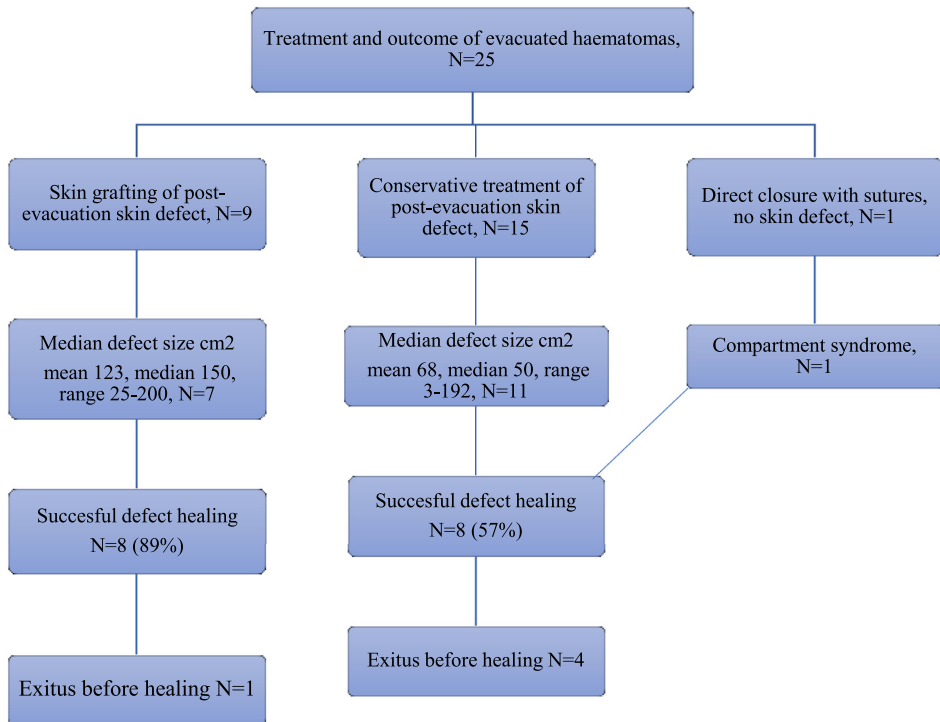 Treatment and outcome of evacuated haematomas,
N=25
Skin grafting of post-
evacuation skin defect, N=9
Conservative treatment of
post-evacuation skin
defect, N=15
Direct closure with sutures,
no skin defect, N=1
Median defect size cm2
mean 123, median 150,
range 25-200, N=7
Median defect size cm2
mean 68, median 50, range
3-192, N=11
Compartment syndrome,
N=1
Succesful defect healing
N=8 (89%)
Succesful defect healing
N=8 (57%)
Exitus before healing N=1
Exitus before healing N=4